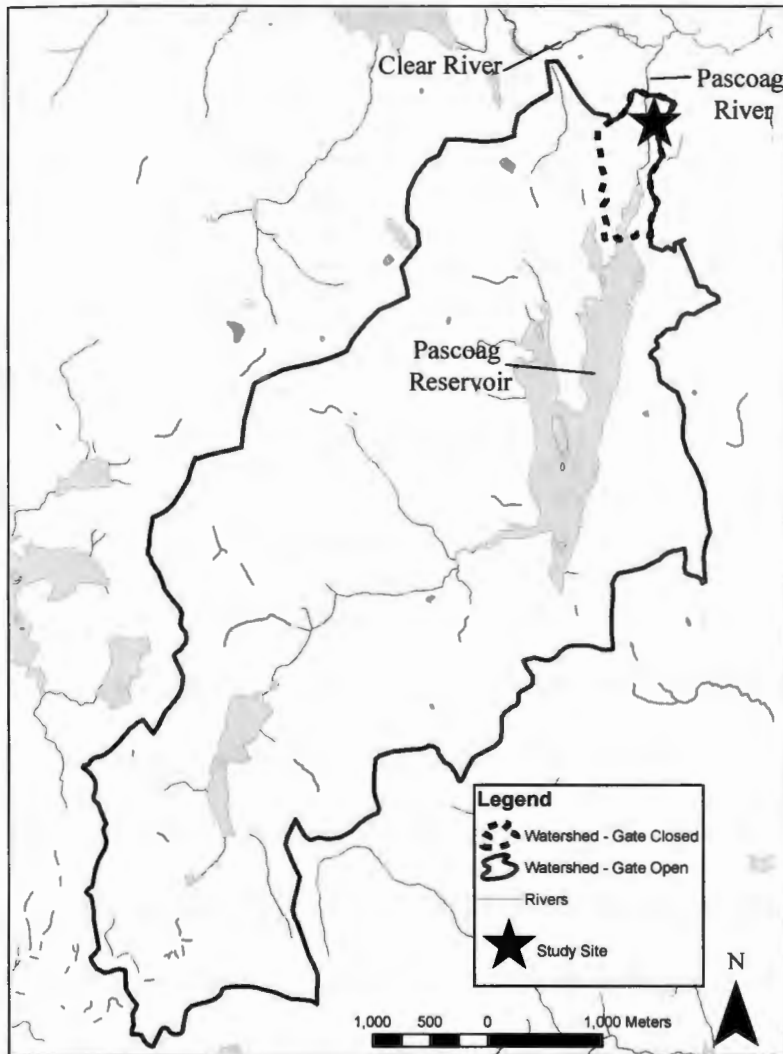 Clear River
Pascoag
River
Pascoag
Reservoir
Legend
Watershed - Gate Closed
Watershed - Gate Open
Rivers
Study Site
N
1,000 500 0 1,000 Meters